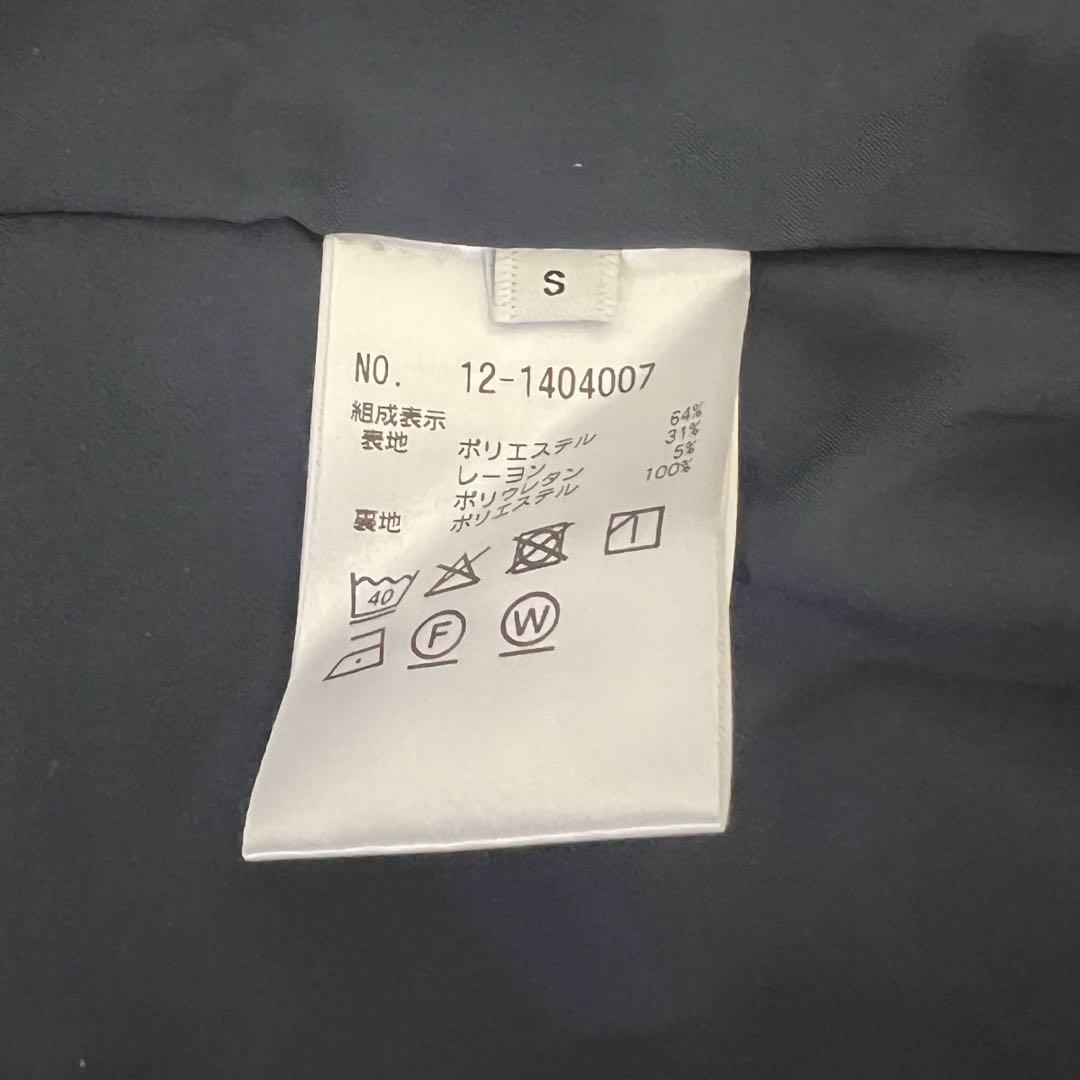 S
NO. 12-1404007
組成表示
表地 ポリエステル 64%
レーヨン 31%
ポリウレタン 5%
裏地 ポリエステル 100%
40
F W